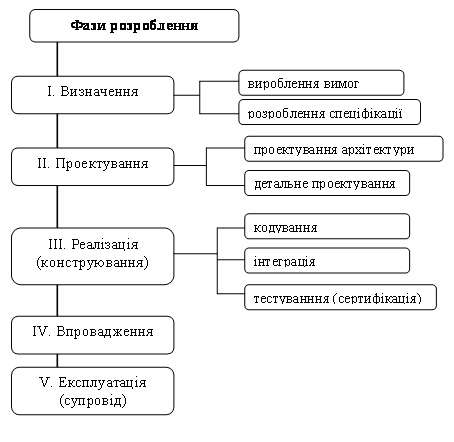 Фази розроблення
I. Визначення
вироблення вимог
розроблення специфікації
II. Проектування
проектування архітектури
детальне проектування
III. Реалізація
(конструювання)
кодування
інтеграція
тестуванння (сертифікація)
IV. Впровадження
V. Експлуатація
(супровід)